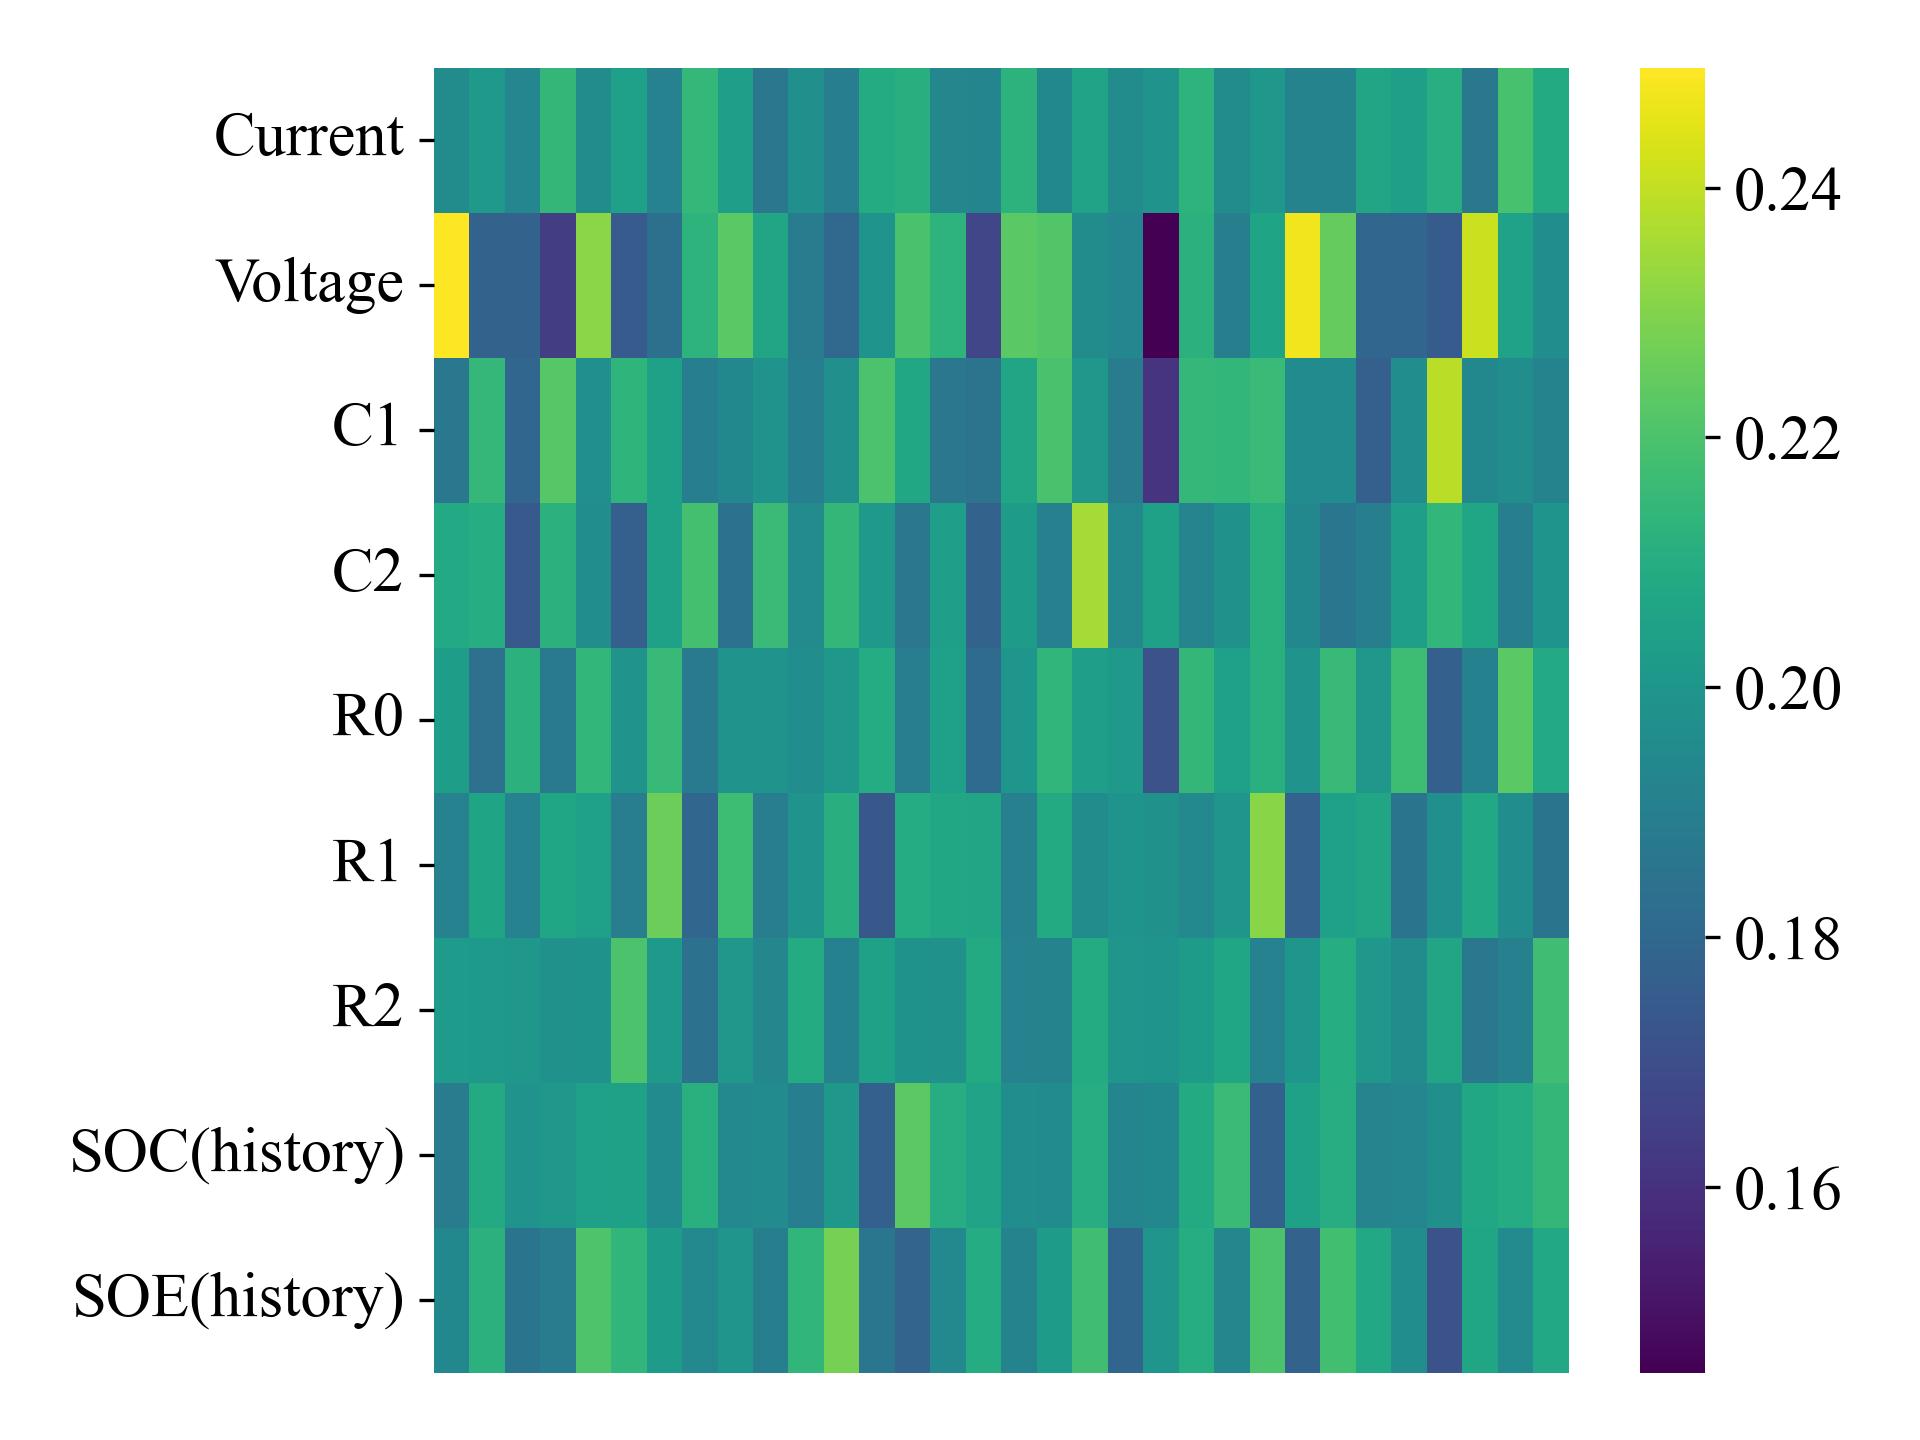 Current
Voltage
C1
C2
R0
R1
R2
SOC(history)
SOE(history)
0.24
0.22
0.20
0.18
0.16